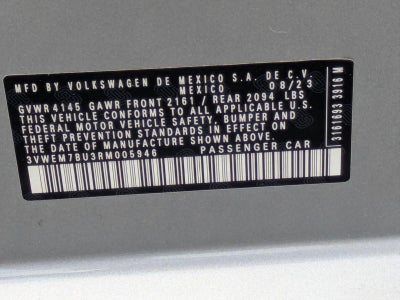 MFD BY VOLKSWAGEN DE MEXICO S.A. DE C.V.
MEXICO 08/23
GVWR 4145 GAWR FRONT 2161 / REAR 2094 LBS
THIS VEHICLE CONFORMS TO ALL APPLICABLE U.S.
FEDERAL MOTOR VEHICLE SAFETY, BUMPER AND
THEFT PREVENTION STANDARDS IN EFFECT ON
THE DATE OF MANUFACTURE SHOWN ABOVE.
3VWEM7BU3RM005946 PASSENGER CAR
3161693 3916 M